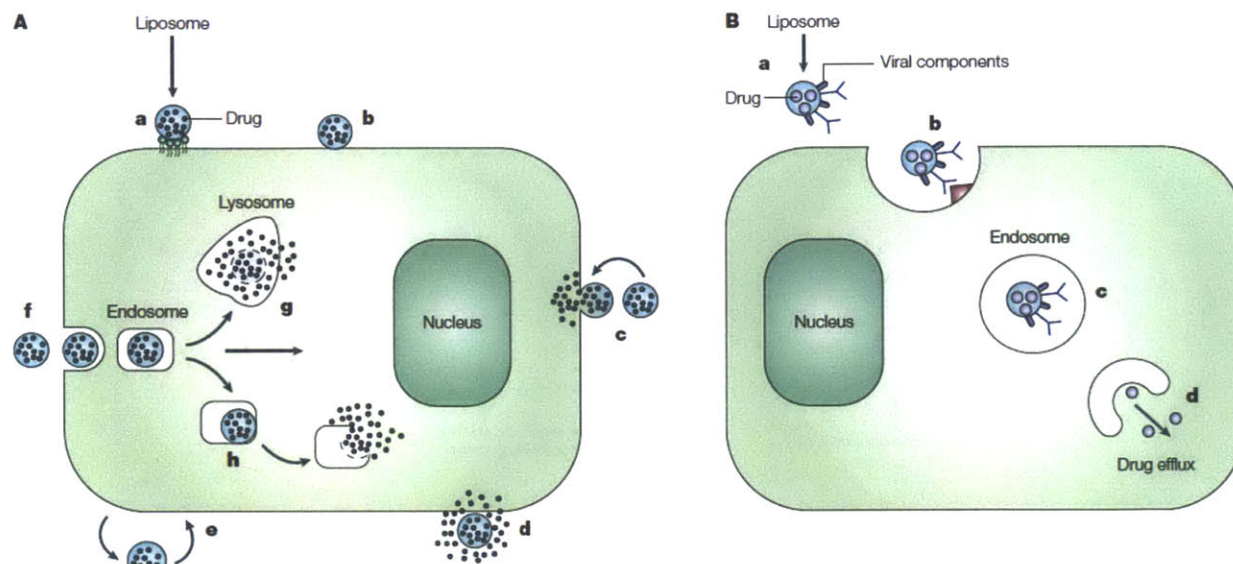 A
Liposome
a
Drug
b
Lysosome
g
f
Endosome
Nucleus
c
h
e
d
B
Liposome
a
Viral components
Drug
b
Endosome
c
Nucleus
d
Drug efflux